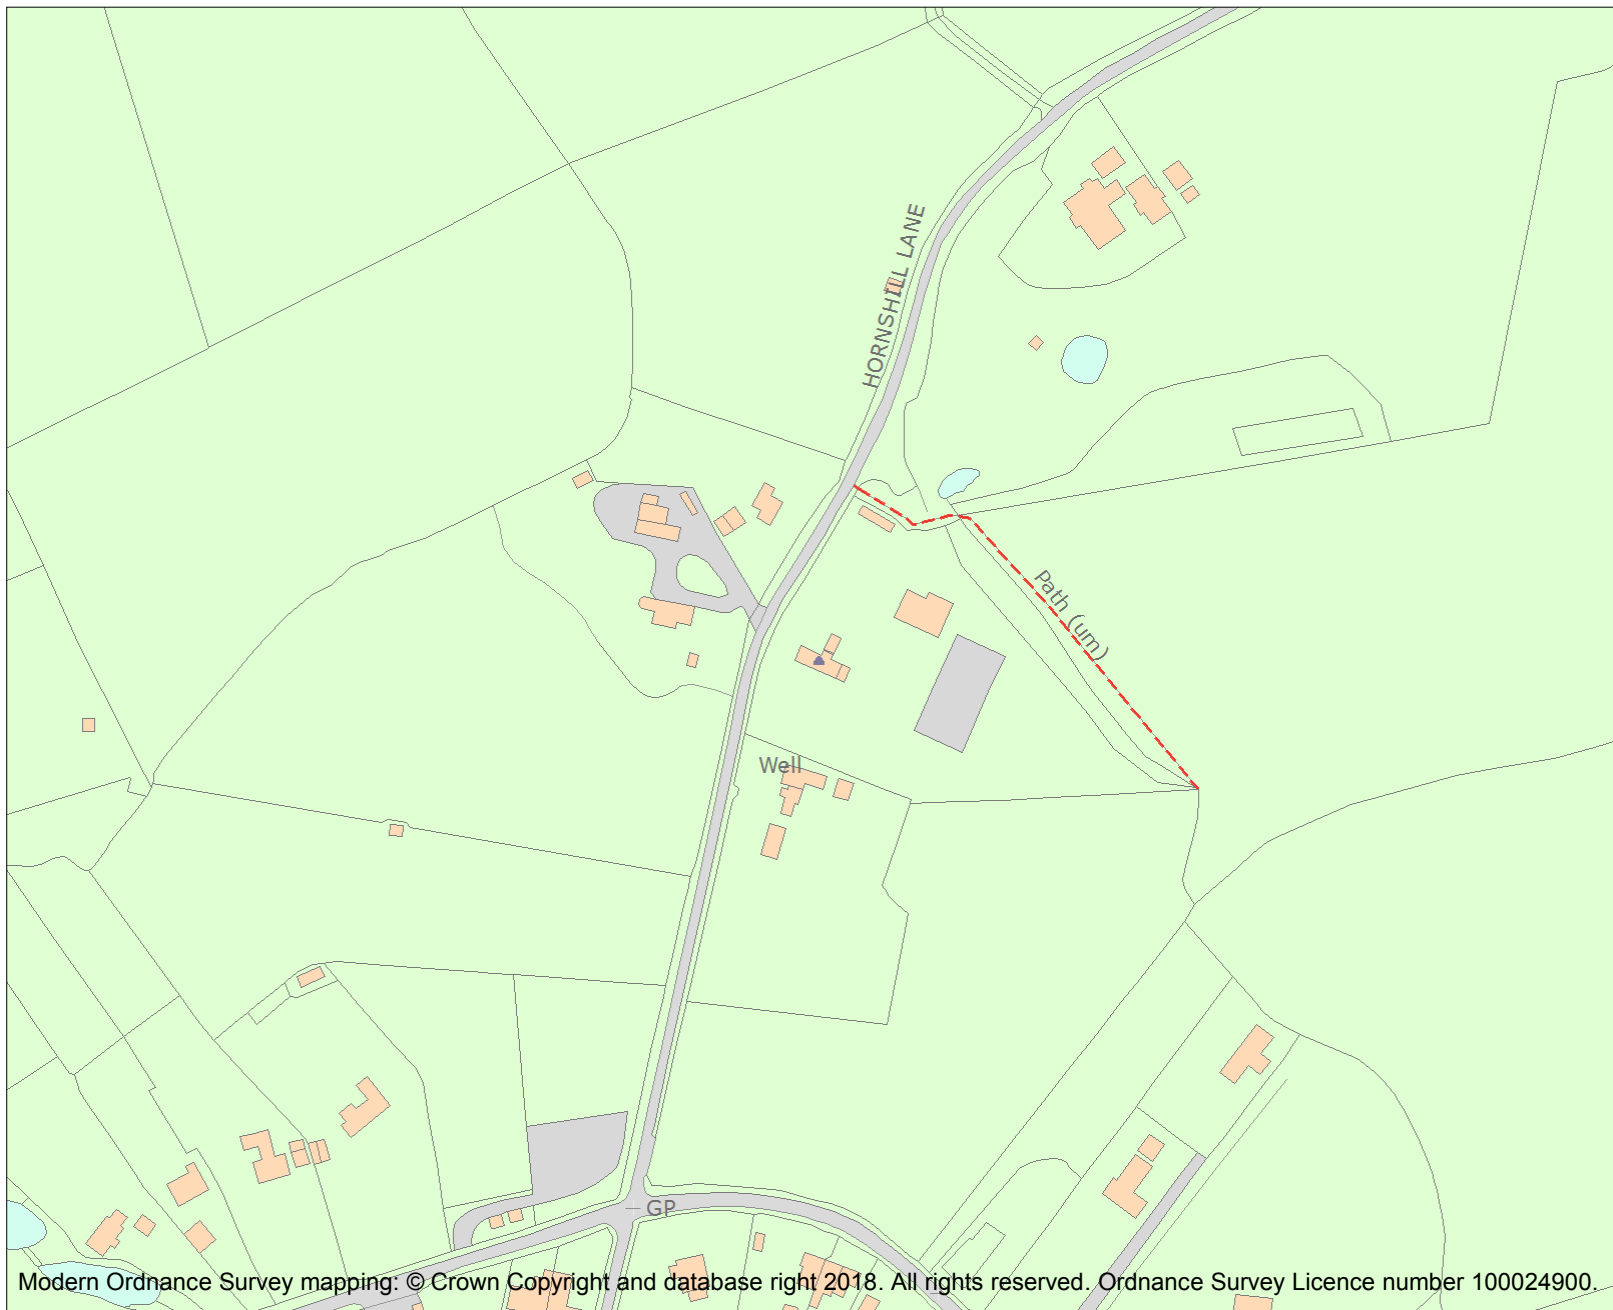 HORNSHILL LANE
Path (um)
Well
GP
Modern Ordnance Survey mapping: © Crown Copyright and database right 2018. All rights reserved. Ordnance Survey Licence number 100024900.